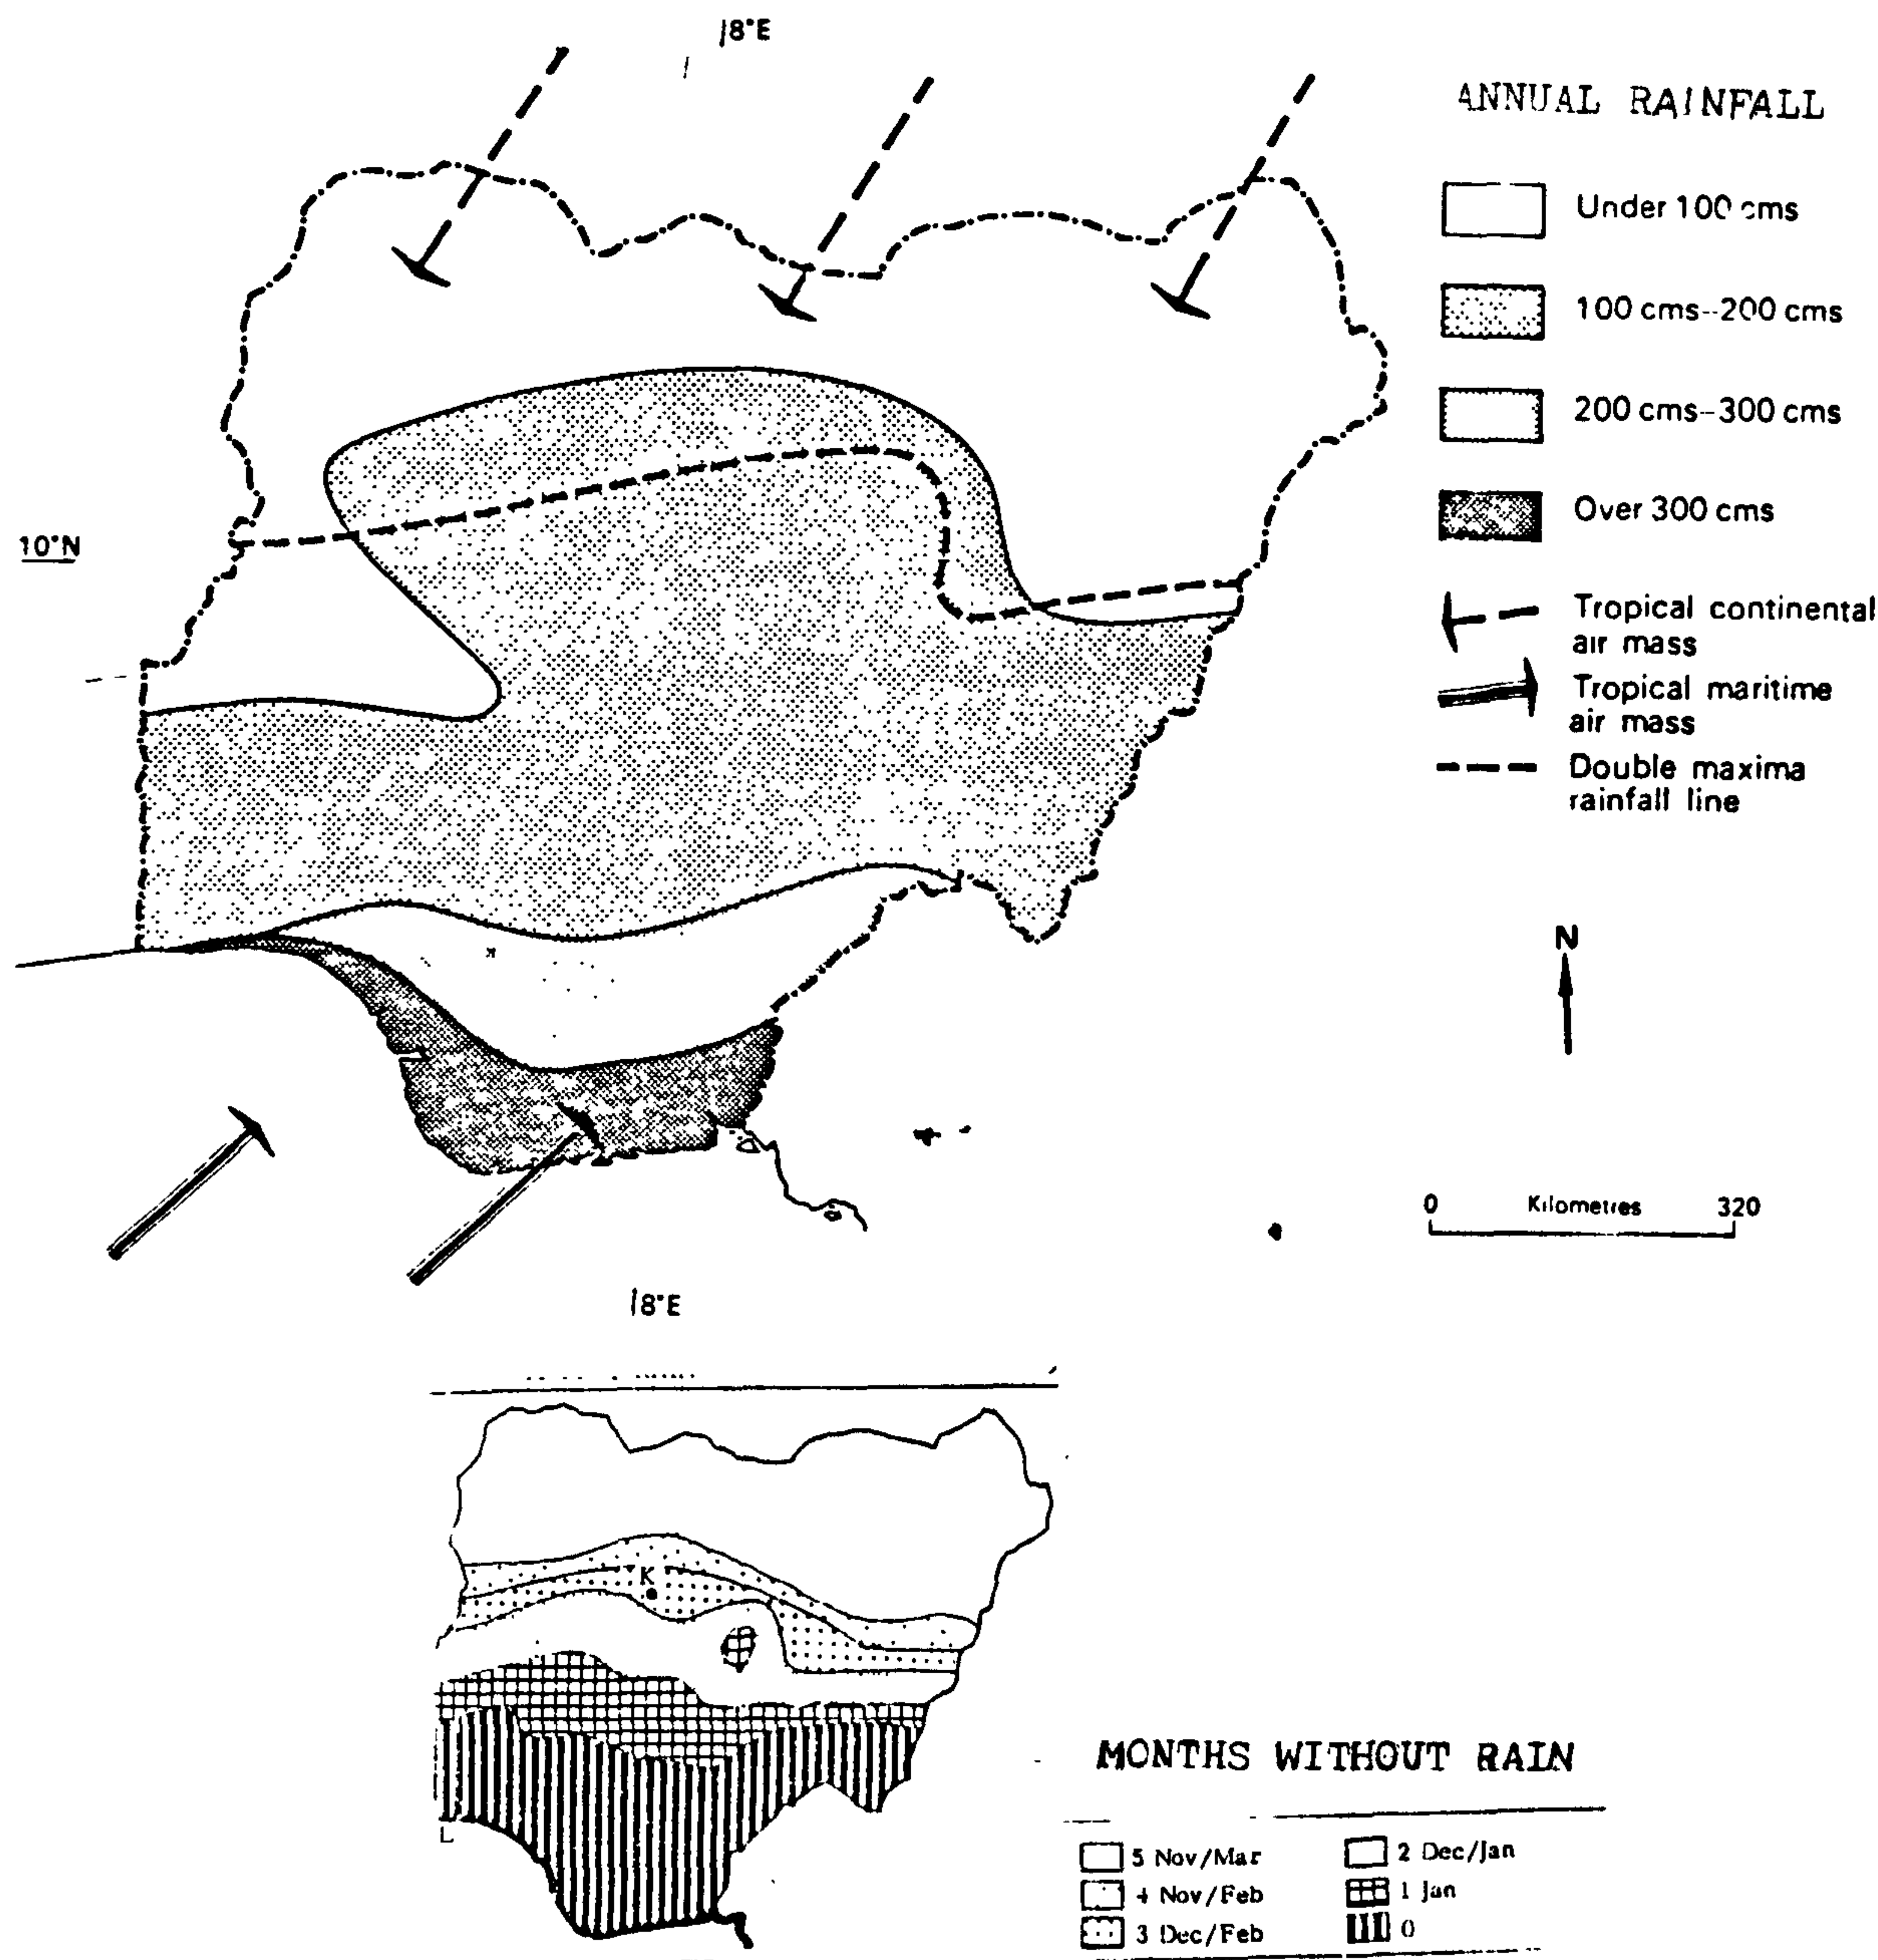 8°E
ANNUAL RAINFALL
Under 100 cms
100 cms--200 cms
200 cms--300 cms
Over 300 cms
10°N
Tropical continental
air mass
Tropical maritime
air mass
Double maxima
rainfall line
N
0 Kilometres 320
8°E
K
L
MONTHS WITHOUT RAIN
5 Nov/Mar
4 Nov/Feb
3 Dec/Feb
2 Dec/Jan
1 Jan
0